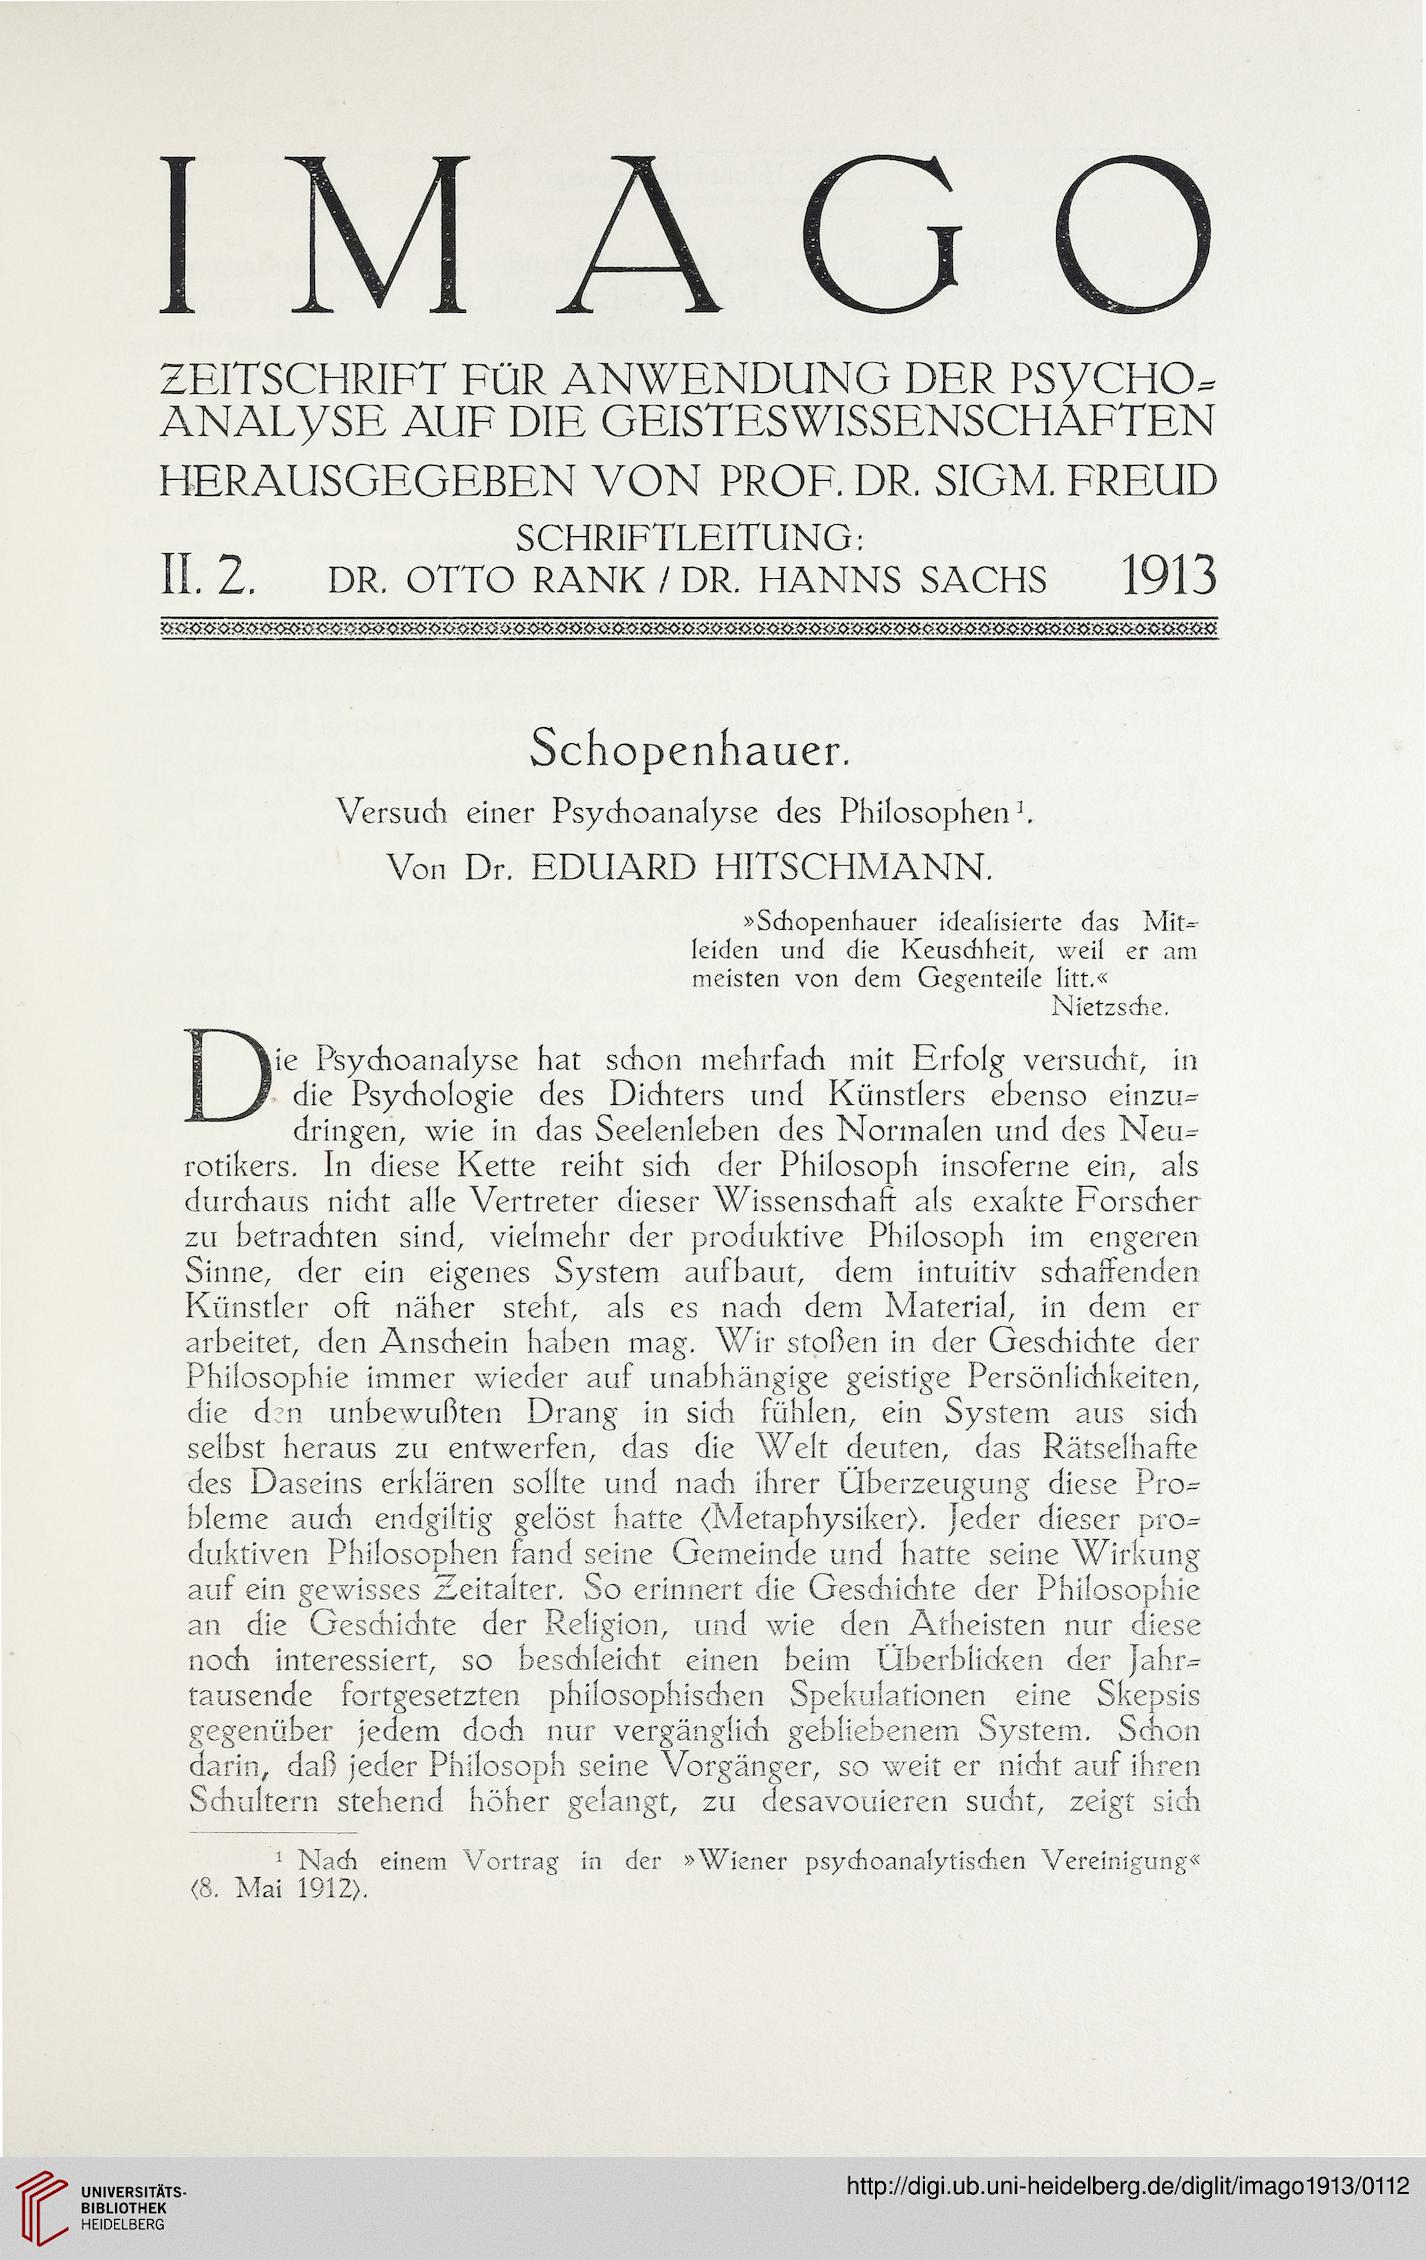 IMAGO
ZEITSCHRIFT FÜR ANWENDUNG DER PSYCHO-
ANALYSE AUF DIE GEISTESWISSENSCHAFTEN
HERAUSGEGEBEN VON PROF. DR. SIGM. FREUD
SCHRIFTLEITUNG:
II. 2. DR. OTTO RANK / DR. HANNS SACHS 1913
Schopenhauer.
Versuch einer Psychoanalyse des Philosophen¹.
Von Dr. EDUARD HITSCHMANN.
»Schopenhauer idealisierte das Mit-
leiden und die Keuschheit, weil er am
meisten von dem Gegenteile litt.«
Nietzsche.
Die Psychoanalyse hat schon mehrfach mit Erfolg versucht, in
die Psychologie des Dichters und Künstlers ebenso einzu-
dringen, wie in das Seelenleben des Normalen und des Neu-
rotikers. In diese Kette reiht sich der Philosoph insoferne ein, als
durchaus nicht alle Vertreter dieser Wissenschaft als exakte Forscher
zu betrachten sind, vielmehr der produktive Philosoph im engeren
Sinne, der ein eigenes System aufbaut, dem intuitiv schaffenden
Künstler oft näher steht, als es nach dem Material, in dem er
arbeitet, den Anschein haben mag. Wir stoßen in der Geschichte der
Philosophie immer wieder auf unabhängige geistige Persönlichkeiten,
die den unbewußten Drang in sich fühlen, ein System aus sich
selbst heraus zu entwerfen, das die Welt deuten, das Rätselhafte
des Daseins erklären sollte und nach ihrer Überzeugung diese Pro-
bleme auch endgiltig gelöst hatte (Metaphysiker). Jeder dieser pro-
duktiven Philosophen fand seine Gemeinde und hatte seine Wirkung
auf ein gewisses Zeitalter. So erinnert die Geschichte der Philosophie
an die Geschichte der Religion, und wie den Atheisten nur diese
noch interessiert, so beschleicht einen beim Überblicken der Jahr-
tausende fortgesetzten philosophischen Spekulationen eine Skepsis
gegenüber jedem doch nur vergänglich gebliebenem System. Schon
darin, daß jeder Philosoph seine Vorgänger, so weit er nicht auf ihren
Schultern stehend höher gelangt, zu desavouieren sucht, zeigt sich
¹ Nach einem Vortrag in der »Wiener psychoanalytischen Vereinigung«
(8. Mai 1912).
UNIVERSITÄTS-
BIBLIOTHEK
HEIDELBERG
http://digi.ub.uni-heidelberg.de/diglit/imago1913/0112